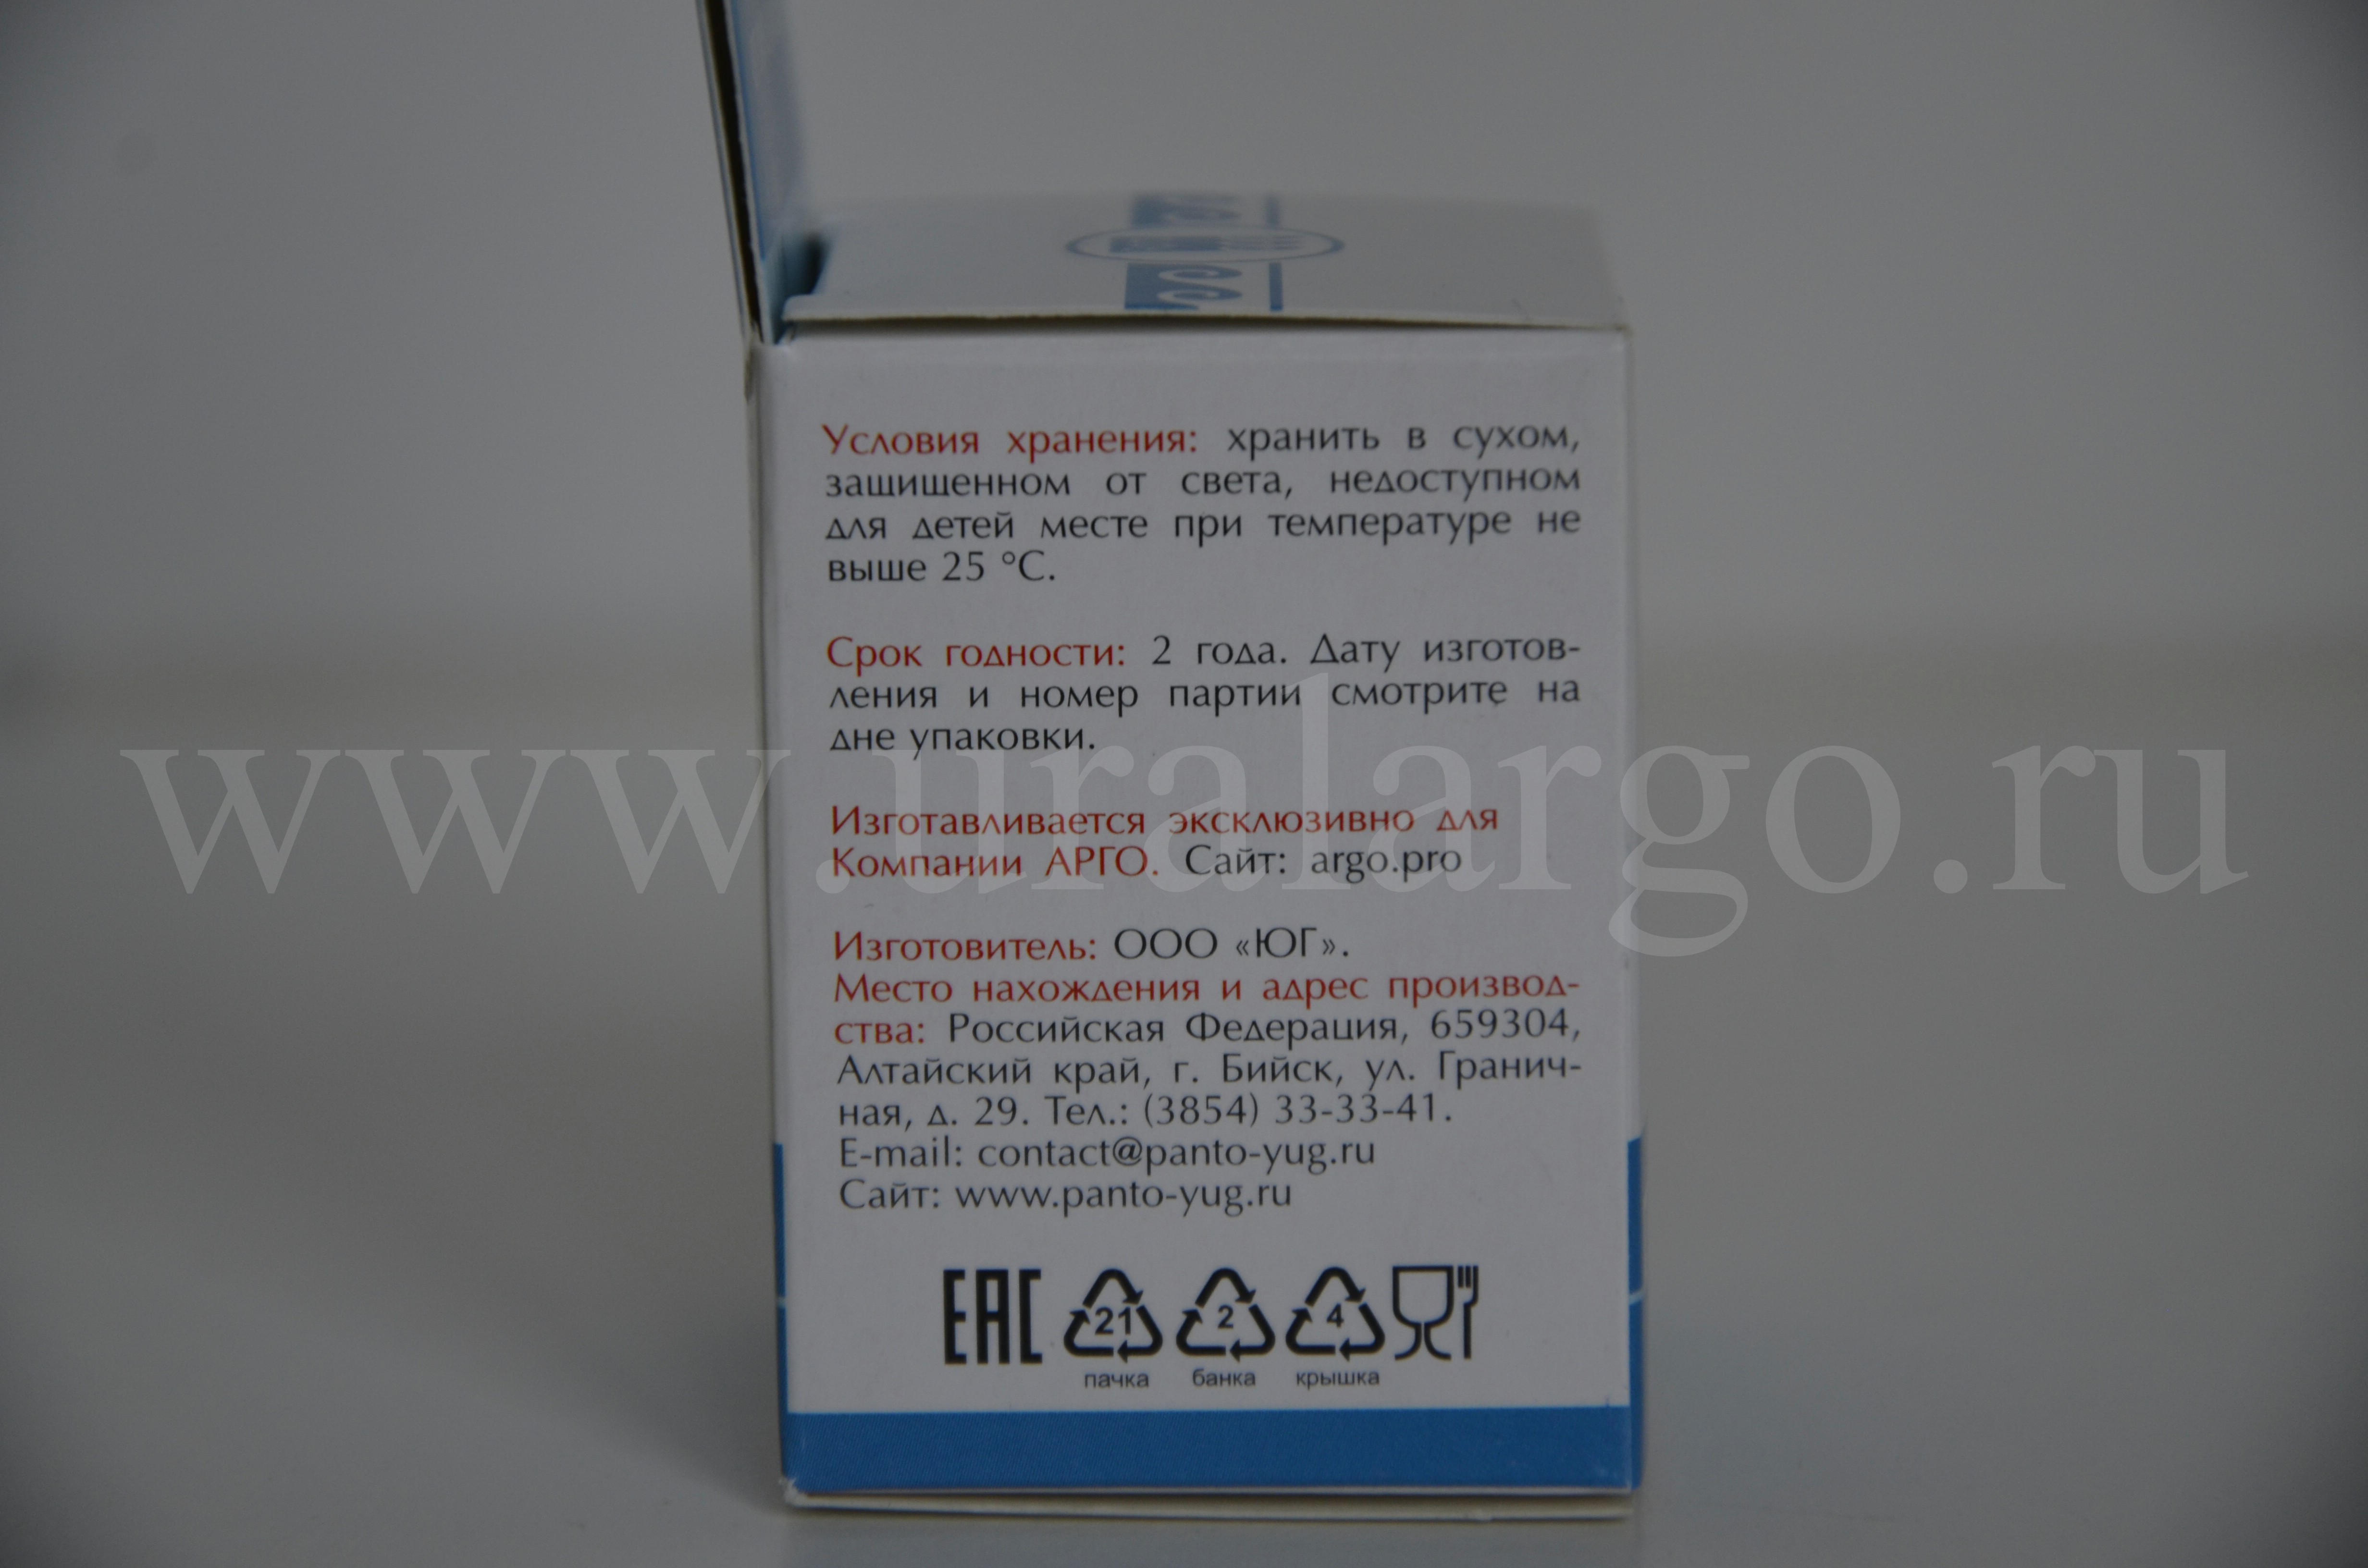 Условия хранения: хранить в сухом,
защищенном от света, недоступном
для детей месте при температуре не
выше 25 °С.
Срок годности: 2 года. Дату изготов-
ления и номер партии смотрите на
дне упаковки.
www.uralargo.ru
Изготавливается эксклюзивно для
Компании АРГО. Сайт: argo.pro
Изготовитель: ООО «ЮГ».
Место нахождения и адрес производ-
ства: Российская Федерация, 659304,
Алтайский край, г. Бийск, ул. Гранич-
ная, д. 29. Тел.: (3854) 33-33-41.
E-mail: contact@panto-yug.ru
Сайт: www.panto-yug.ru
ЕАС 21 2 4
пачка банка крышка